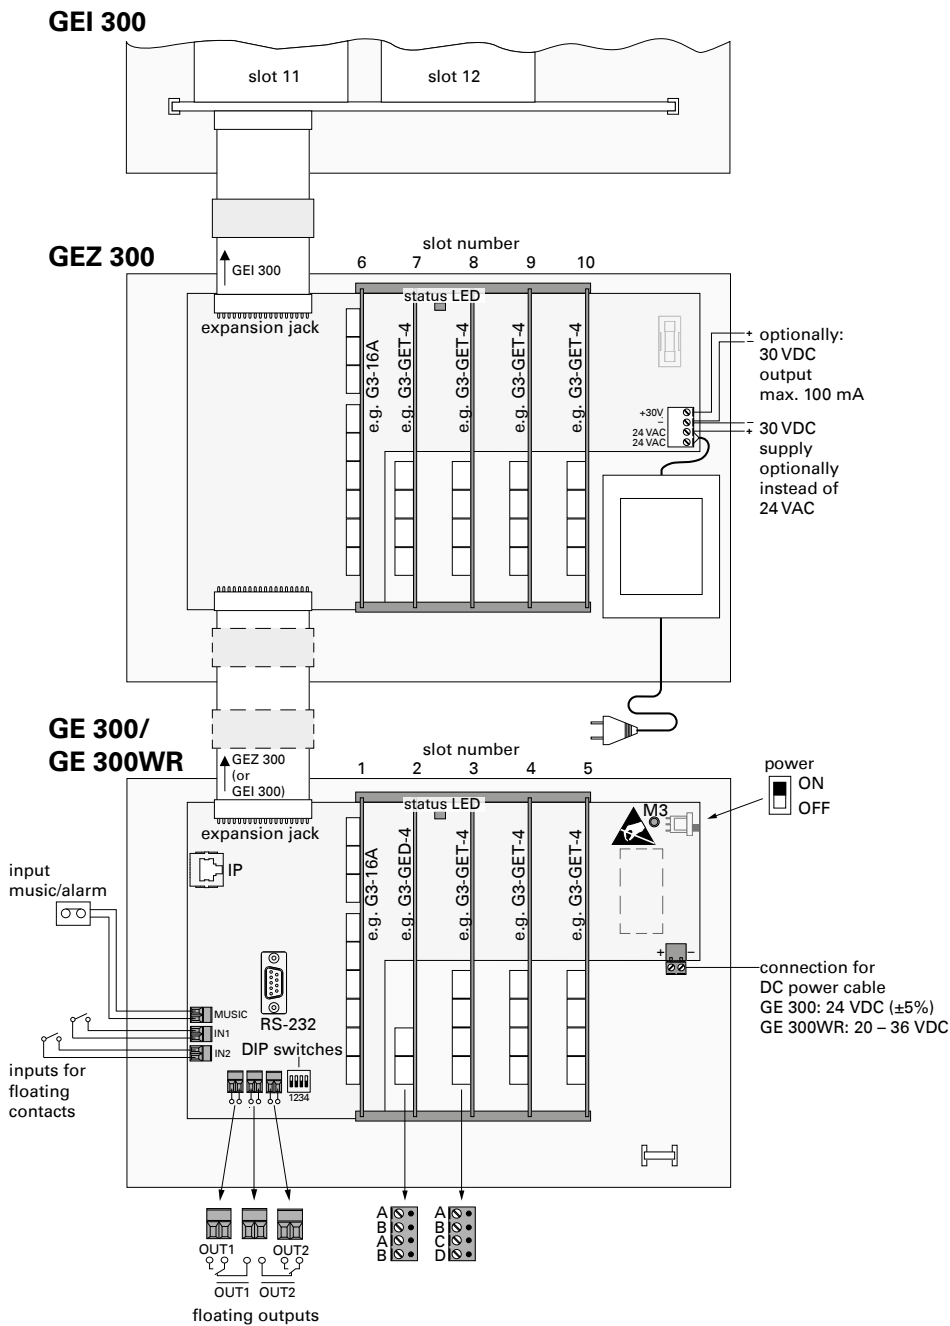 GEI 300
slot 11
slot 12
GEZ 300
slot number
6 7 8 9 10
GEI 300
expansion jack
status LED
e.g. G3-16A
e.g. G3-GET-4
e.g. G3-GET-4
e.g. G3-GET-4
e.g. G3-GET-4
+30V
–
24 VAC
24 VAC
+ optionally:
– 30 VDC
output
max. 100 mA
– 30 VDC
+ supply
optionally
instead of
24 VAC
GE 300/
GE 300WR
slot number
1 2 3 4 5
GEZ 300
(or
GEI 300)
expansion jack
status LED
e.g. G3-16A
e.g. G3-GED-4
e.g. G3-GET-4
e.g. G3-GET-4
e.g. G3-GET-4
power
ON
OFF
M3
IP
input
music/alarm
RS-232
MUSIC
IN1
IN2
DIP switches
1234
inputs for
floating
contacts
+ –
connection for
DC power cable
GE 300: 24 VDC (±5%)
GE 300WR: 20 – 36 VDC
A
B
A
B
A
B
C
D
OUT1 OUT2
OUT1 OUT2
floating outputs